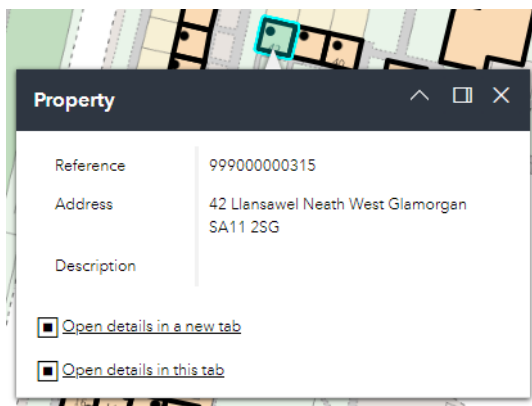 40
Property
Reference 999000000315
Address 42 Llansawel Neath West Glamorgan
SA11 2SG
Description
Open details in a new tab
Open details in this tab